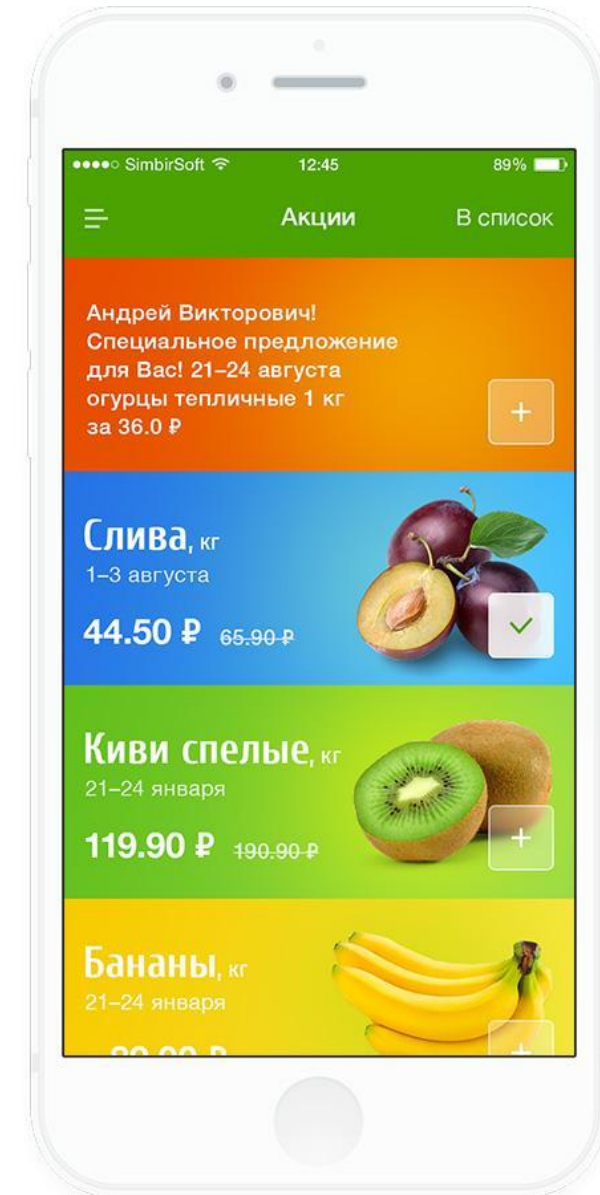 SimbirSoft 12:45 89%
Акции В список
Андрей Викторович!
Специальное предложение
для Вас! 21–24 августа
огурцы тепличные 1 кг
за 36.0 ₽
Слива, кг
1–3 августа
44.50 ₽ 65.90 ₽
Киви спелые, кг
21–24 января
119.90 ₽ 190.90 ₽
Бананы, кг
21–24 января